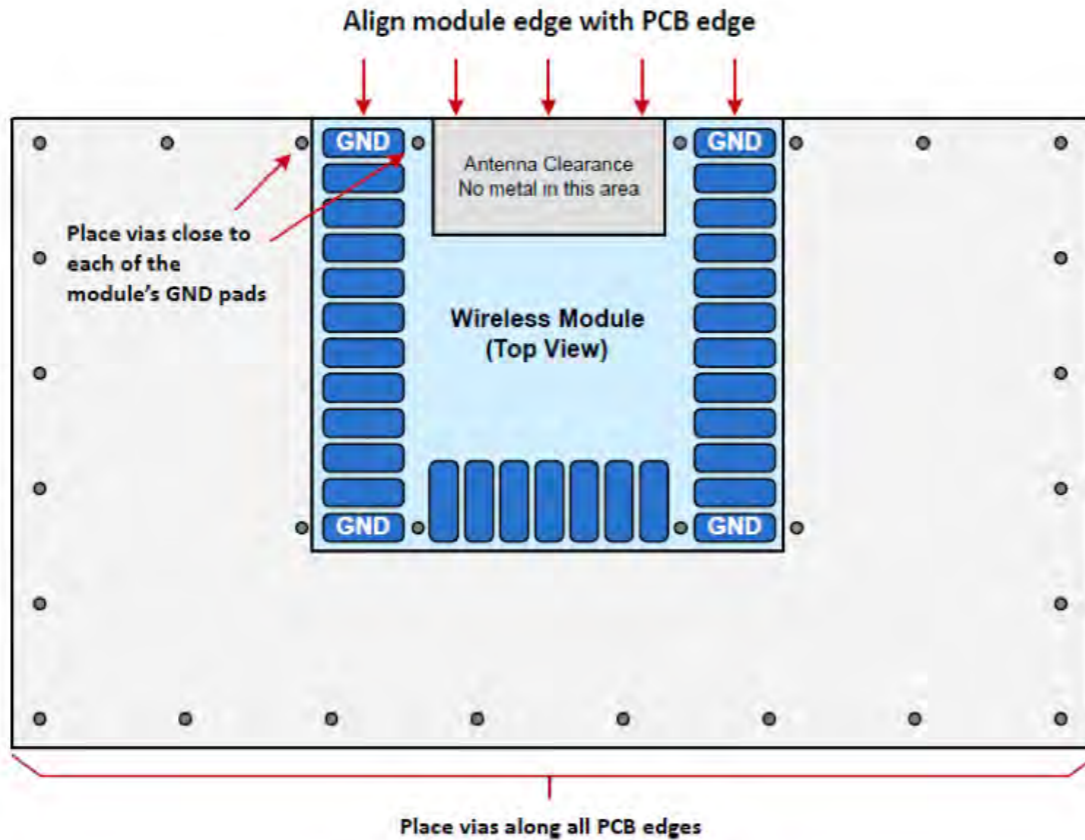 Align module edge with PCB edge
GND
GND
Antenna Clearance
No metal in this area
Place vias close to
each of the
module's GND pads
Wireless Module
(Top View)
GND
GND
Place vias along all PCB edges